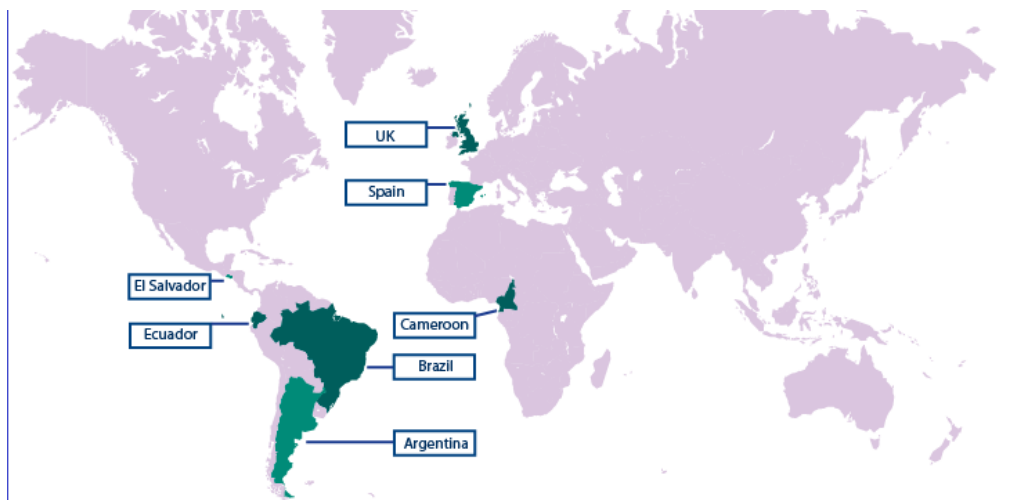 UK
Spain
El Salvador
Ecuador
Cameroon
Brazil
Argentina